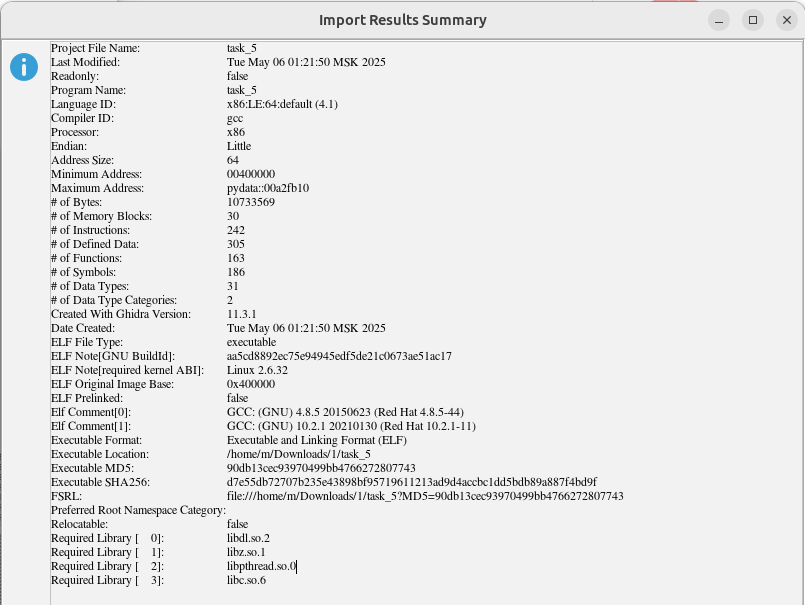 Import Results Summary
Project File Name: task_5
Last Modified: Tue May 06 01:21:50 MSK 2025
Readonly: false
Program Name: task_5
Language ID: x86:LE:64:default (4.1)
Compiler ID: gcc
Processor: x86
Endian: Little
Address Size: 64
Minimum Address: 00400000
Maximum Address: pydata::00a2fb10
# of Bytes: 10733569
# of Memory Blocks: 30
# of Instructions: 242
# of Defined Data: 305
# of Functions: 163
# of Symbols: 186
# of Data Types: 31
# of Data Type Categories: 2
Created With Ghidra Version: 11.3.1
Date Created: Tue May 06 01:21:50 MSK 2025
ELF File Type: executable
ELF Note[GNU BuildId]: aa5cd8892ec75e94945edf5de21c0673ae51ac17
ELF Note[required kernel ABI]: Linux 2.6.32
ELF Original Image Base: 0x400000
ELF Prelinked: false
Elf Comment[0]: GCC: (GNU) 4.8.5 20150623 (Red Hat 4.8.5-44)
Elf Comment[1]: GCC: (GNU) 10.2.1 20210130 (Red Hat 10.2.1-11)
Executable Format: Executable and Linking Format (ELF)
Executable Location: /home/m/Downloads/1/task_5
Executable MD5: 90db13cec93970499bb4766272807743
Executable SHA256: d7e55db72707b235e43898bf95719611213ad9d4accbc1dd5bdb89a887f4bd9f
FSRL: file:///home/m/Downloads/1/task_5?MD5=90db13cec93970499bb4766272807743
Preferred Root Namespace Category:
Relocatable: false
Required Library [ 0]: libdl.so.2
Required Library [ 1]: libz.so.1
Required Library [ 2]: libpthread.so.0
Required Library [ 3]: libc.so.6